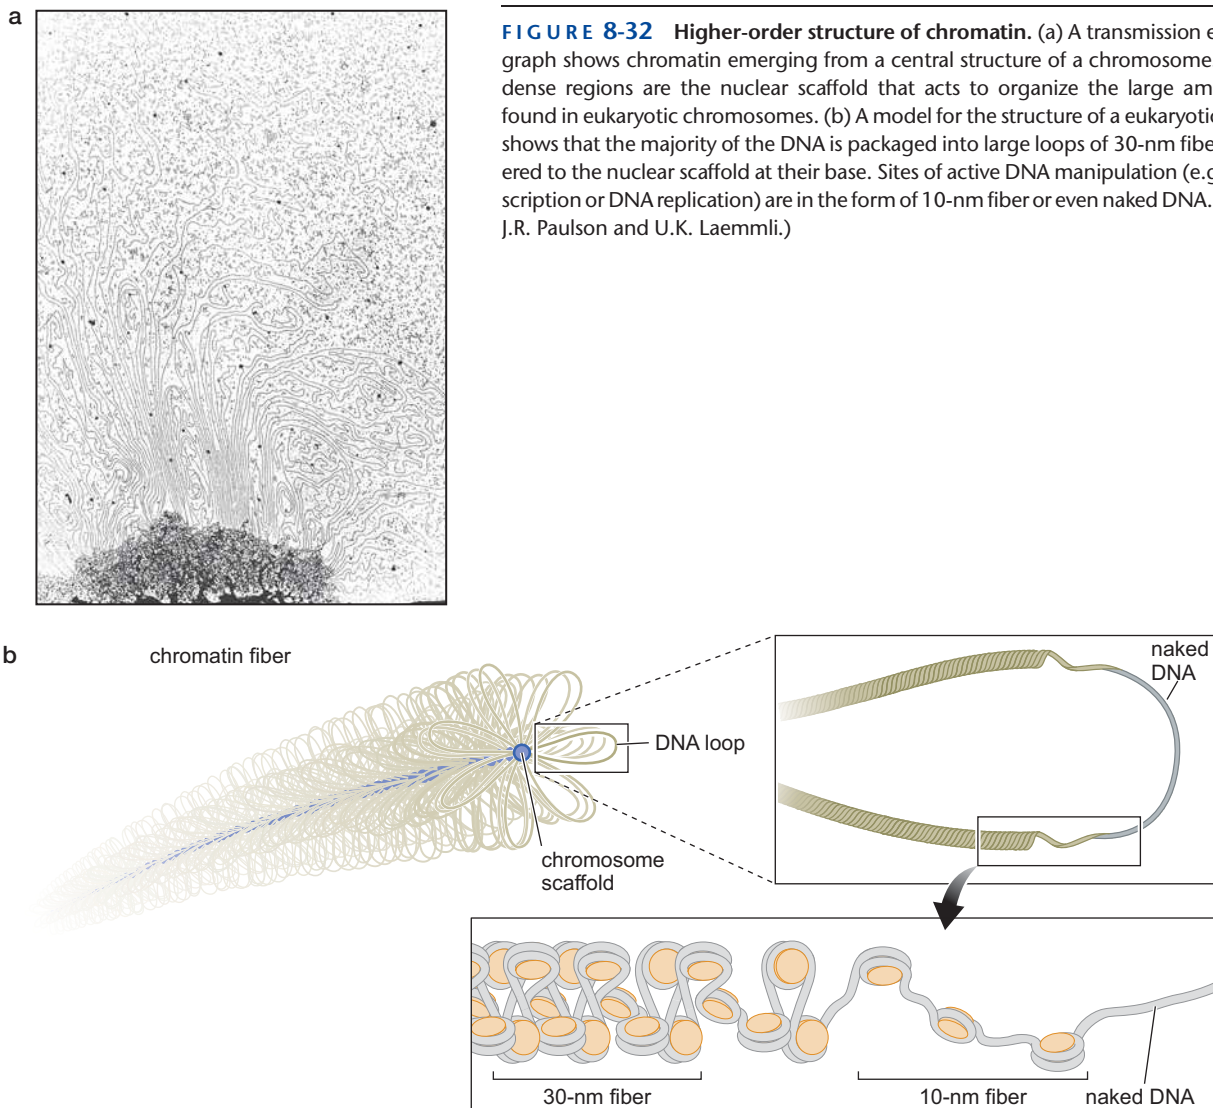 a
FIGURE 8-32 Higher-order structure of chromatin. (a) A transmission e
graph shows chromatin emerging from a central structure of a chromosome.
dense regions are the nuclear scaffold that acts to organize the large am
found in eukaryotic chromosomes. (b) A model for the structure of a eukaryotic
shows that the majority of the DNA is packaged into large loops of 30-nm fibe
ered to the nuclear scaffold at their base. Sites of active DNA manipulation (e.g
scription or DNA replication) are in the form of 10-nm fiber or even naked DNA.
J.R. Paulson and U.K. Laemmli.)
b
chromatin fiber
naked
DNA
DNA loop
chromosome
scaffold
30-nm fiber
10-nm fiber
naked DNA